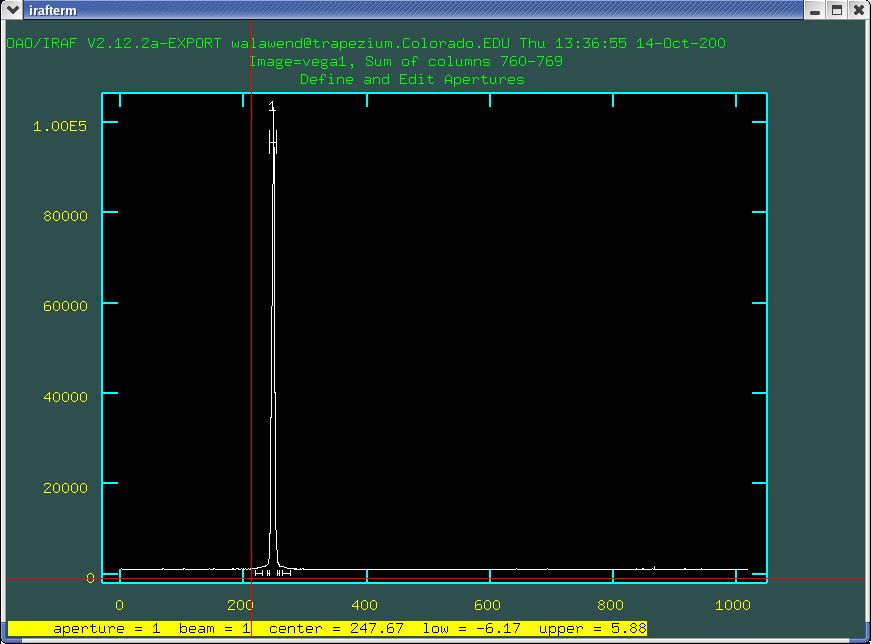 irafterm
OAO/IRAF V2.12.2a-EXPORT walawend@trapezium.Colorado.EDU Thu 13:36:55 14-Oct-200
Image=vega1, Sum of columns 760-769
Define and Edit Apertures
1
1.00E5
80000
60000
40000
20000
0
0 200 400 600 800 1000
aperture = 1 beam = 1 center = 247.67 low = -6.17 upper = 5.88